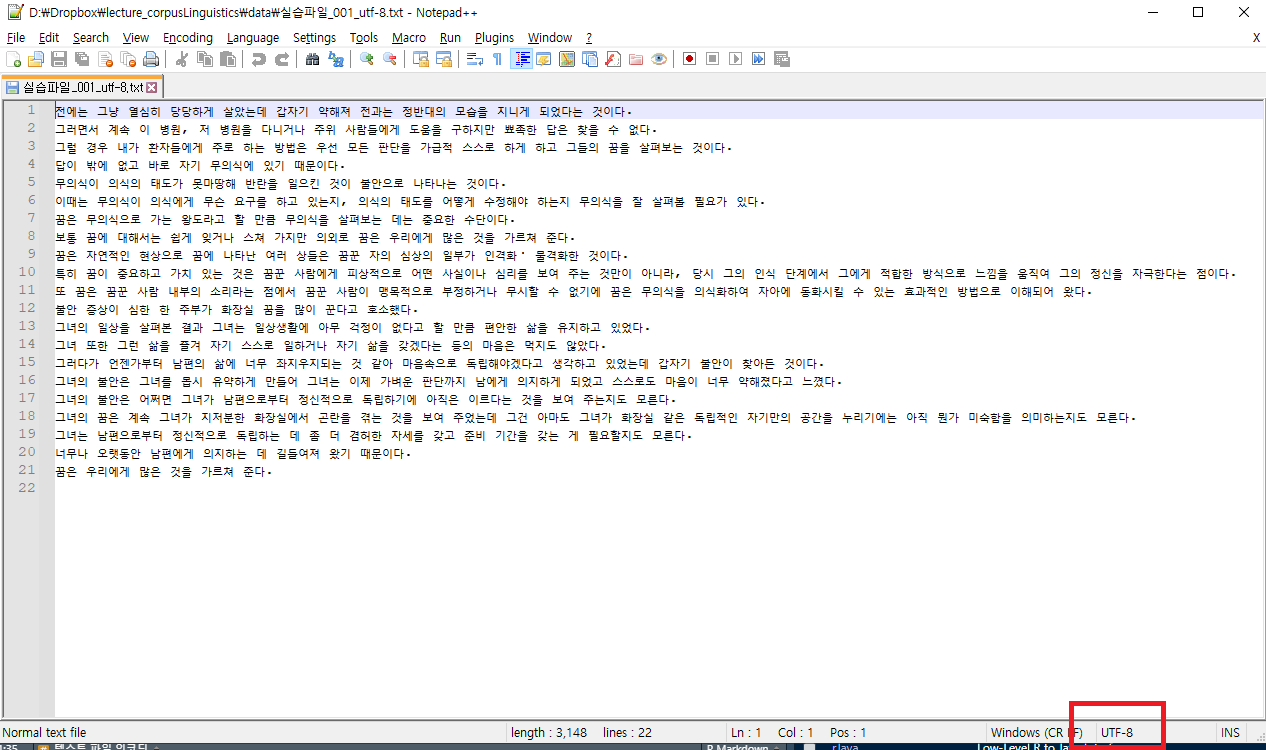 D:₩Dropbox₩lecture_corpusLinguistics₩data₩실습파일_001_utf-8.txt - Notepad++
File Edit Search View Encoding Language Settings Tools Macro Run Plugins Window ? X
실습파일_001_utf-8.txt
1 전에는 그냥 열심히 당당하게 살았는데 갑자기 약해져 전과는 정반대의 모습을 지니게 되었다는 것이다.
2 그러면서 계속 이 병원, 저 병원을 다니거나 주위 사람들에게 도움을 구하지만 뾰족한 답은 찾을 수 없다.
3 그럴 경우 내가 환자들에게 주로 하는 방법은 우선 모든 판단을 가급적 스스로 하게 하고 그들의 꿈을 살펴보는 것이다.
4 답이 밖에 없고 바로 자기 무의식에 있기 때문이다.
5 무의식이 의식의 태도가 못마땅해 반란을 일으킨 것이 불안으로 나타나는 것이다.
6 이때는 무의식이 의식에게 무슨 요구를 하고 있는지, 의식의 태도를 어떻게 수정해야 하는지 무의식을 잘 살펴볼 필요가 있다.
7 꿈은 무의식으로 가는 왕도라고 할 만큼 무의식을 살펴보는 데는 중요한 수단이다.
8 보통 꿈에 대해서는 쉽게 잊거나 스쳐 가지만 의외로 꿈은 우리에게 많은 것을 가르쳐 준다.
9 꿈은 자연적인 현상으로 꿈에 나타난 여러 상들은 꿈꾼 자의 심상의 일부가 인격화·물격화한 것이다.
10 특히 꿈이 중요하고 가치 있는 것은 꿈꾼 사람에게 피상적으로 어떤 사실이나 심리를 보여 주는 것만이 아니라, 당시 그의 인식 단계에서 그에게 적합한 방식으로 느낌을 움직여 그의 정신을 자극한다는 점이다.
11 또 꿈은 꿈꾼 사람 내부의 소리라는 점에서 꿈꾼 사람이 맹목적으로 부정하거나 무시할 수 없기에 꿈은 무의식을 의식화하여 자아에 동화시킬 수 있는 효과적인 방법으로 이해되어 왔다.
12 불안 증상이 심한 한 주부가 화장실 꿈을 많이 꾼다고 호소했다.
13 그녀의 일상을 살펴본 결과 그녀는 일상생활에 아무 걱정이 없다고 할 만큼 편안한 삶을 유지하고 있었다.
14 그녀 또한 그런 삶을 즐겨 자기 스스로 일하거나 자기 삶을 갖겠다는 등의 마음은 먹지도 않았다.
15 그러다가 언젠가부터 남편의 삶에 너무 좌지우지되는 것 같아 마음속으로 독립해야겠다고 생각하고 있었는데 갑자기 불안이 찾아든 것이다.
16 그녀의 불안은 그녀를 몹시 유약하게 만들어 그녀는 이제 가벼운 판단까지 남에게 의지하게 되었고 스스로도 마음이 너무 약해졌다고 느꼈다.
17 그녀의 불안은 어쩌면 그녀가 남편으로부터 정신적으로 독립하기에 아직은 이르다는 것을 보여 주는지도 모른다.
18 그녀의 꿈은 계속 그녀가 지저분한 화장실에서 곤란을 겪는 것을 보여 주었는데 그건 아마도 그녀가 화장실 같은 독립적인 자기만의 공간을 누리기에는 아직 뭔가 미숙함을 의미하는지도 모른다.
19 그녀는 남편으로부터 정신적으로 독립하는 데 좀 더 겸허한 자세를 갖고 준비 기간을 갖는 게 필요할지도 모른다.
20 너무나 오랫동안 남편에게 의지하는 데 길들여져 왔기 때문이다.
21 꿈은 우리에게 많은 것을 가르쳐 준다.
22
Normal text file length : 3,148 lines : 22 Ln : 1 Col : 1 Pos : 1 Windows (CR LF) UTF-8 INS
텍스트 파일 인코딩 R Markdown rJava